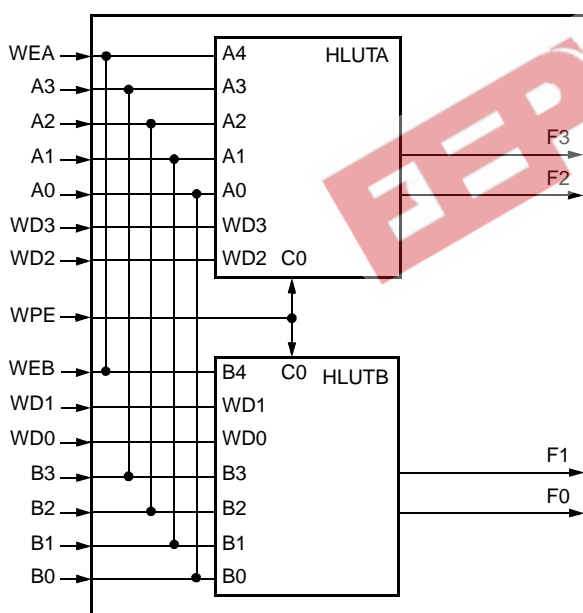 WEA A4 HLUTA
A3 A3
A2 A2 F3
A1 A1
A0 A0 F2
WD3 WD3
WD2 WD2 C0
WPE
WEB B4 C0 HLUTB
WD1 WD1
WD0 WD0
B3 B3 F1
B2 B2 F0
B1 B1
B0 B0
EEP